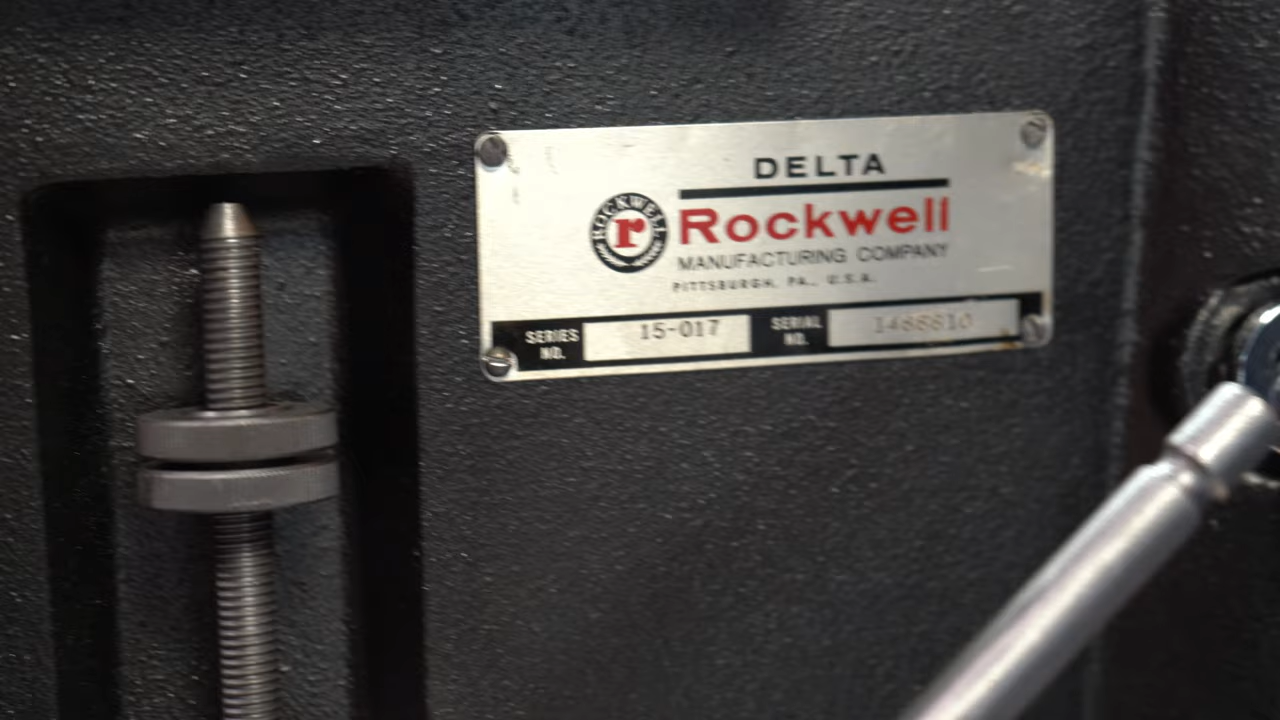 DELTA
ROCKWELL
r
Rockwell
MANUFACTURING COMPANY
PITTSBURGH, PA., U.S.A.
SERIES NO.
15-017
SERIAL NO.